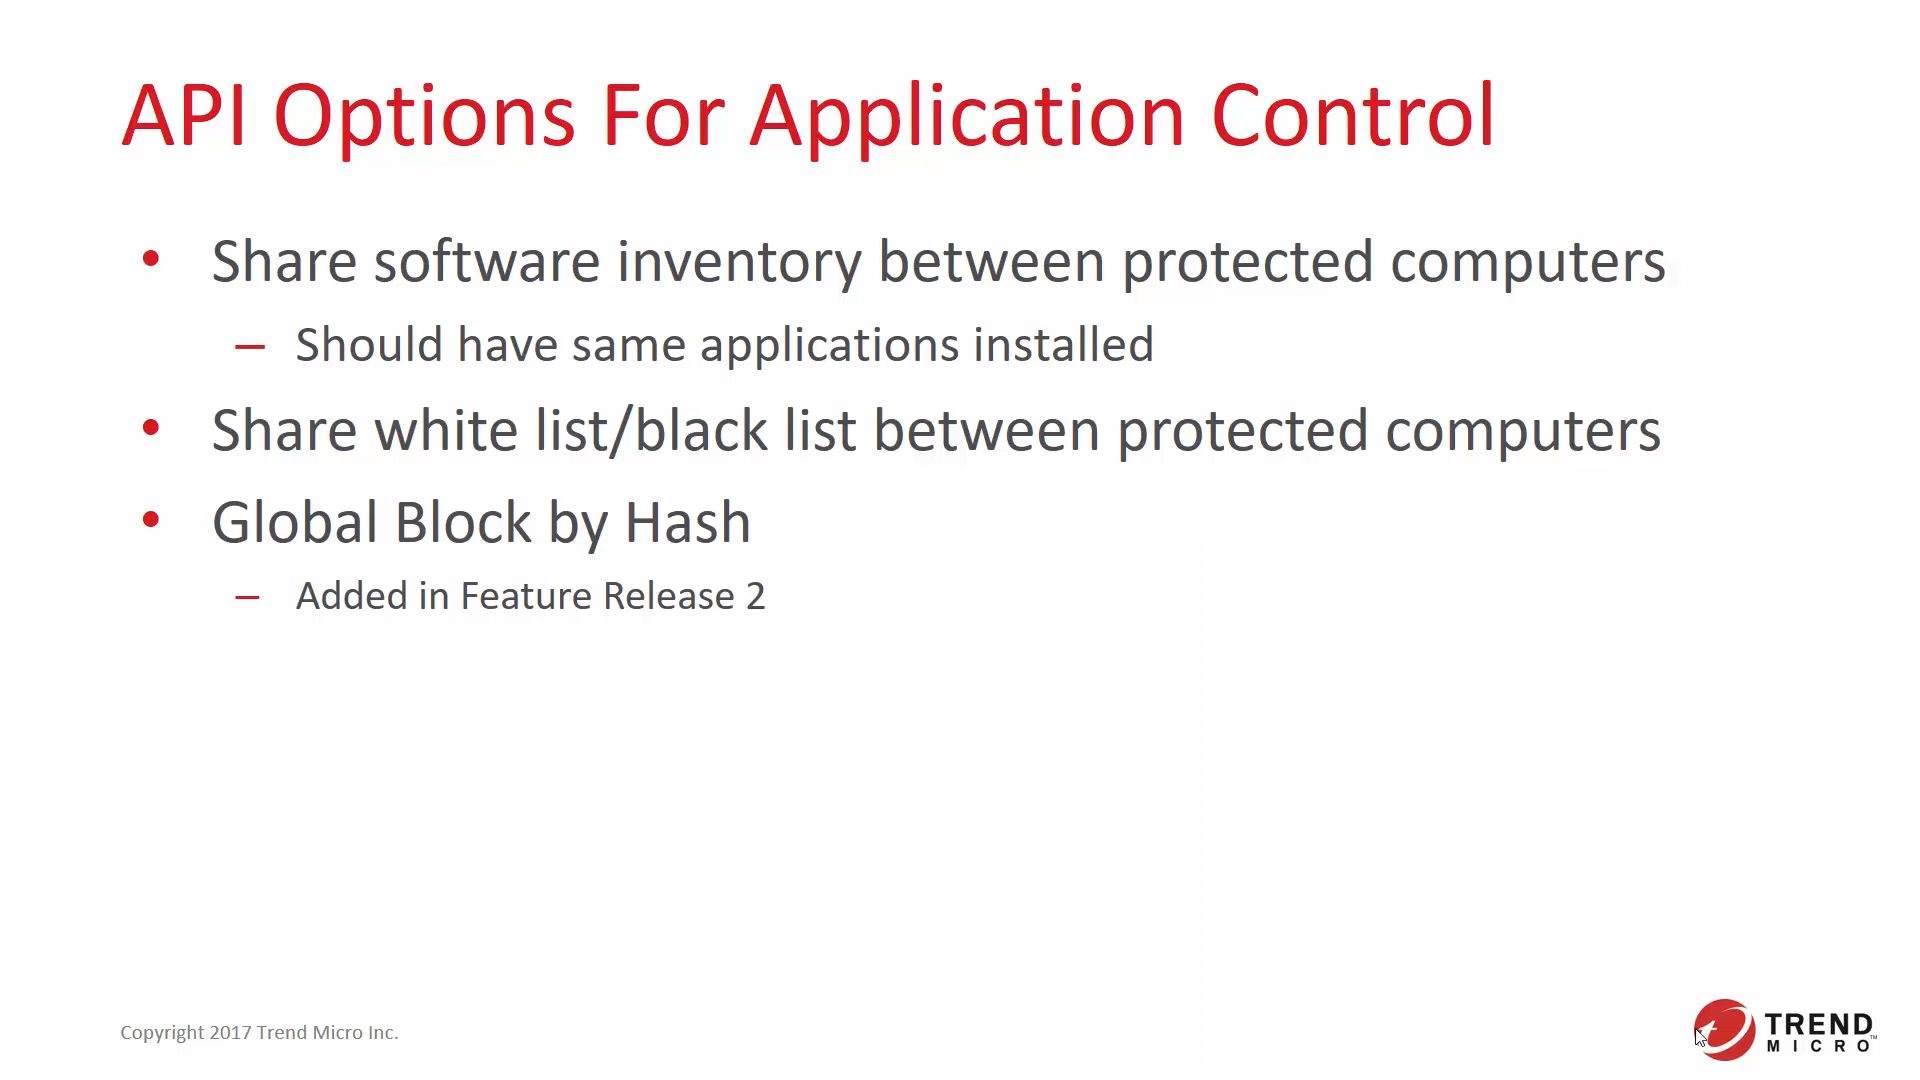 API Options For Application Control
• Share software inventory between protected computers
– Should have same applications installed
• Share white list/black list between protected computers
• Global Block by Hash
– Added in Feature Release 2
Copyright 2017 Trend Micro Inc.
TREND
MICRO™